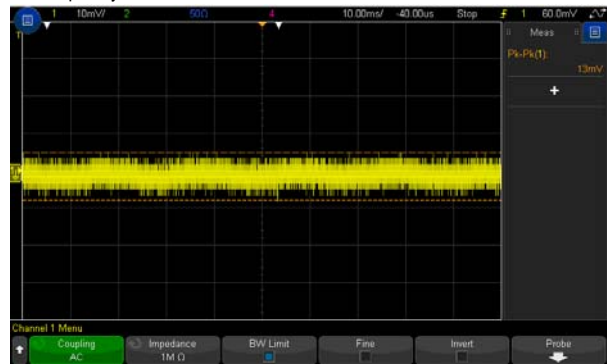 1 10mV/ 2 50Ω 4 10.00ms/ -40.00us Stop 1 60.0mV
Meas
Pk-Pk(1):
13mV
+
Channel 1 Menu
Coupling
AC
Impedance
1M Ω
BW Limit
Fine
Invert
Probe